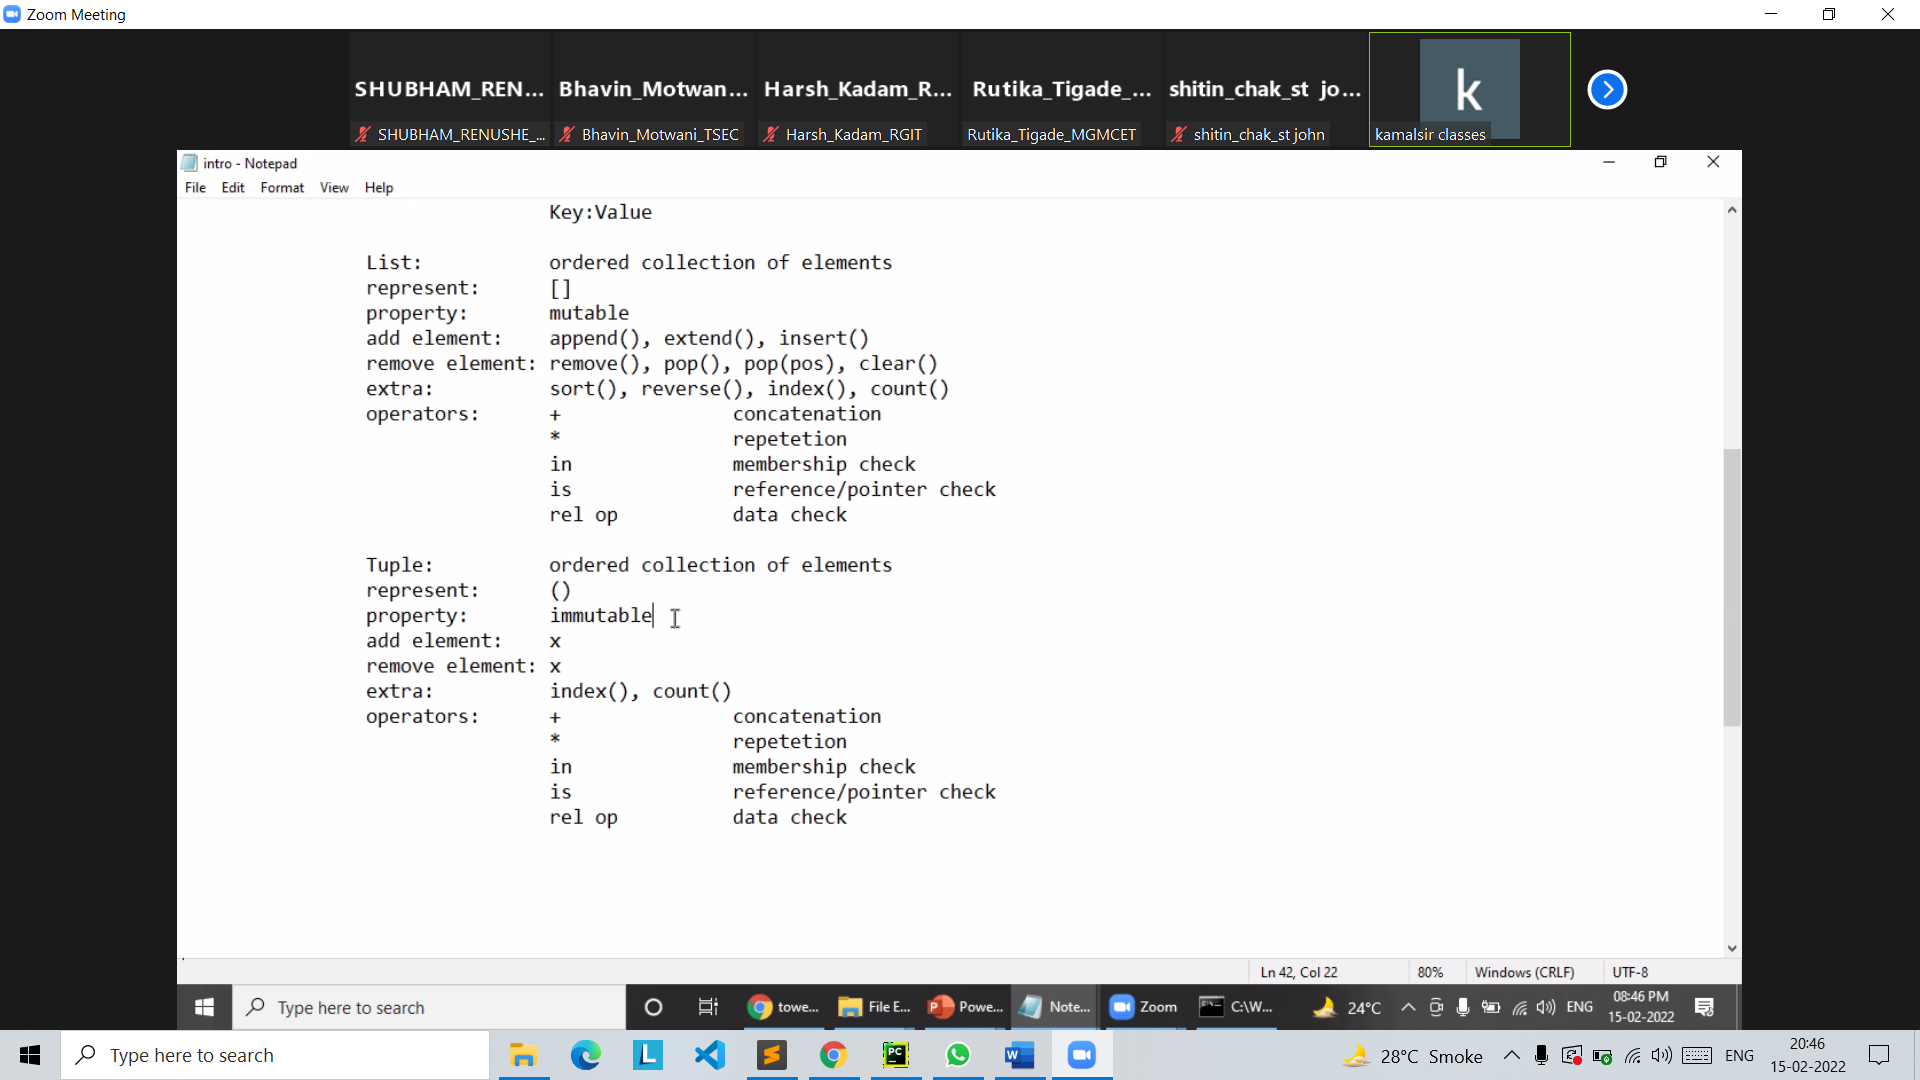 Zoom Meeting
SHUBHAM_REN... Bhavin_Motwan... Harsh_Kadam_R... Rutika_Tigade_... shitin_chak_st jo... k
SHUBHAM_RENUSHE_... Bhavin_Motwani_TSEC Harsh_Kadam_RGIT Rutika_Tigade_MGMCET shitin_chak_st john kamalsir classes
intro - Notepad
File Edit Format View Help
Key:Value
List: ordered collection of elements
represent: []
property: mutable
add element: append(), extend(), insert()
remove element: remove(), pop(), pop(pos), clear()
extra: sort(), reverse(), index(), count()
operators: + concatenation
* repetetion
in membership check
is reference/pointer check
rel op data check
Tuple: ordered collection of elements
represent: ()
property: immutable
add element: x
remove element: x
extra: index(), count()
operators: + concatenation
* repetetion
in membership check
is reference/pointer check
rel op data check
Ln 42, Col 22 80% Windows (CRLF) UTF-8
Type here to search towe... File E... Powe... Note... Zoom C:\W... 24°C ENG 08:46 PM
15-02-2022
Type here to search 28°C Smoke ENG 20:46
15-02-2022